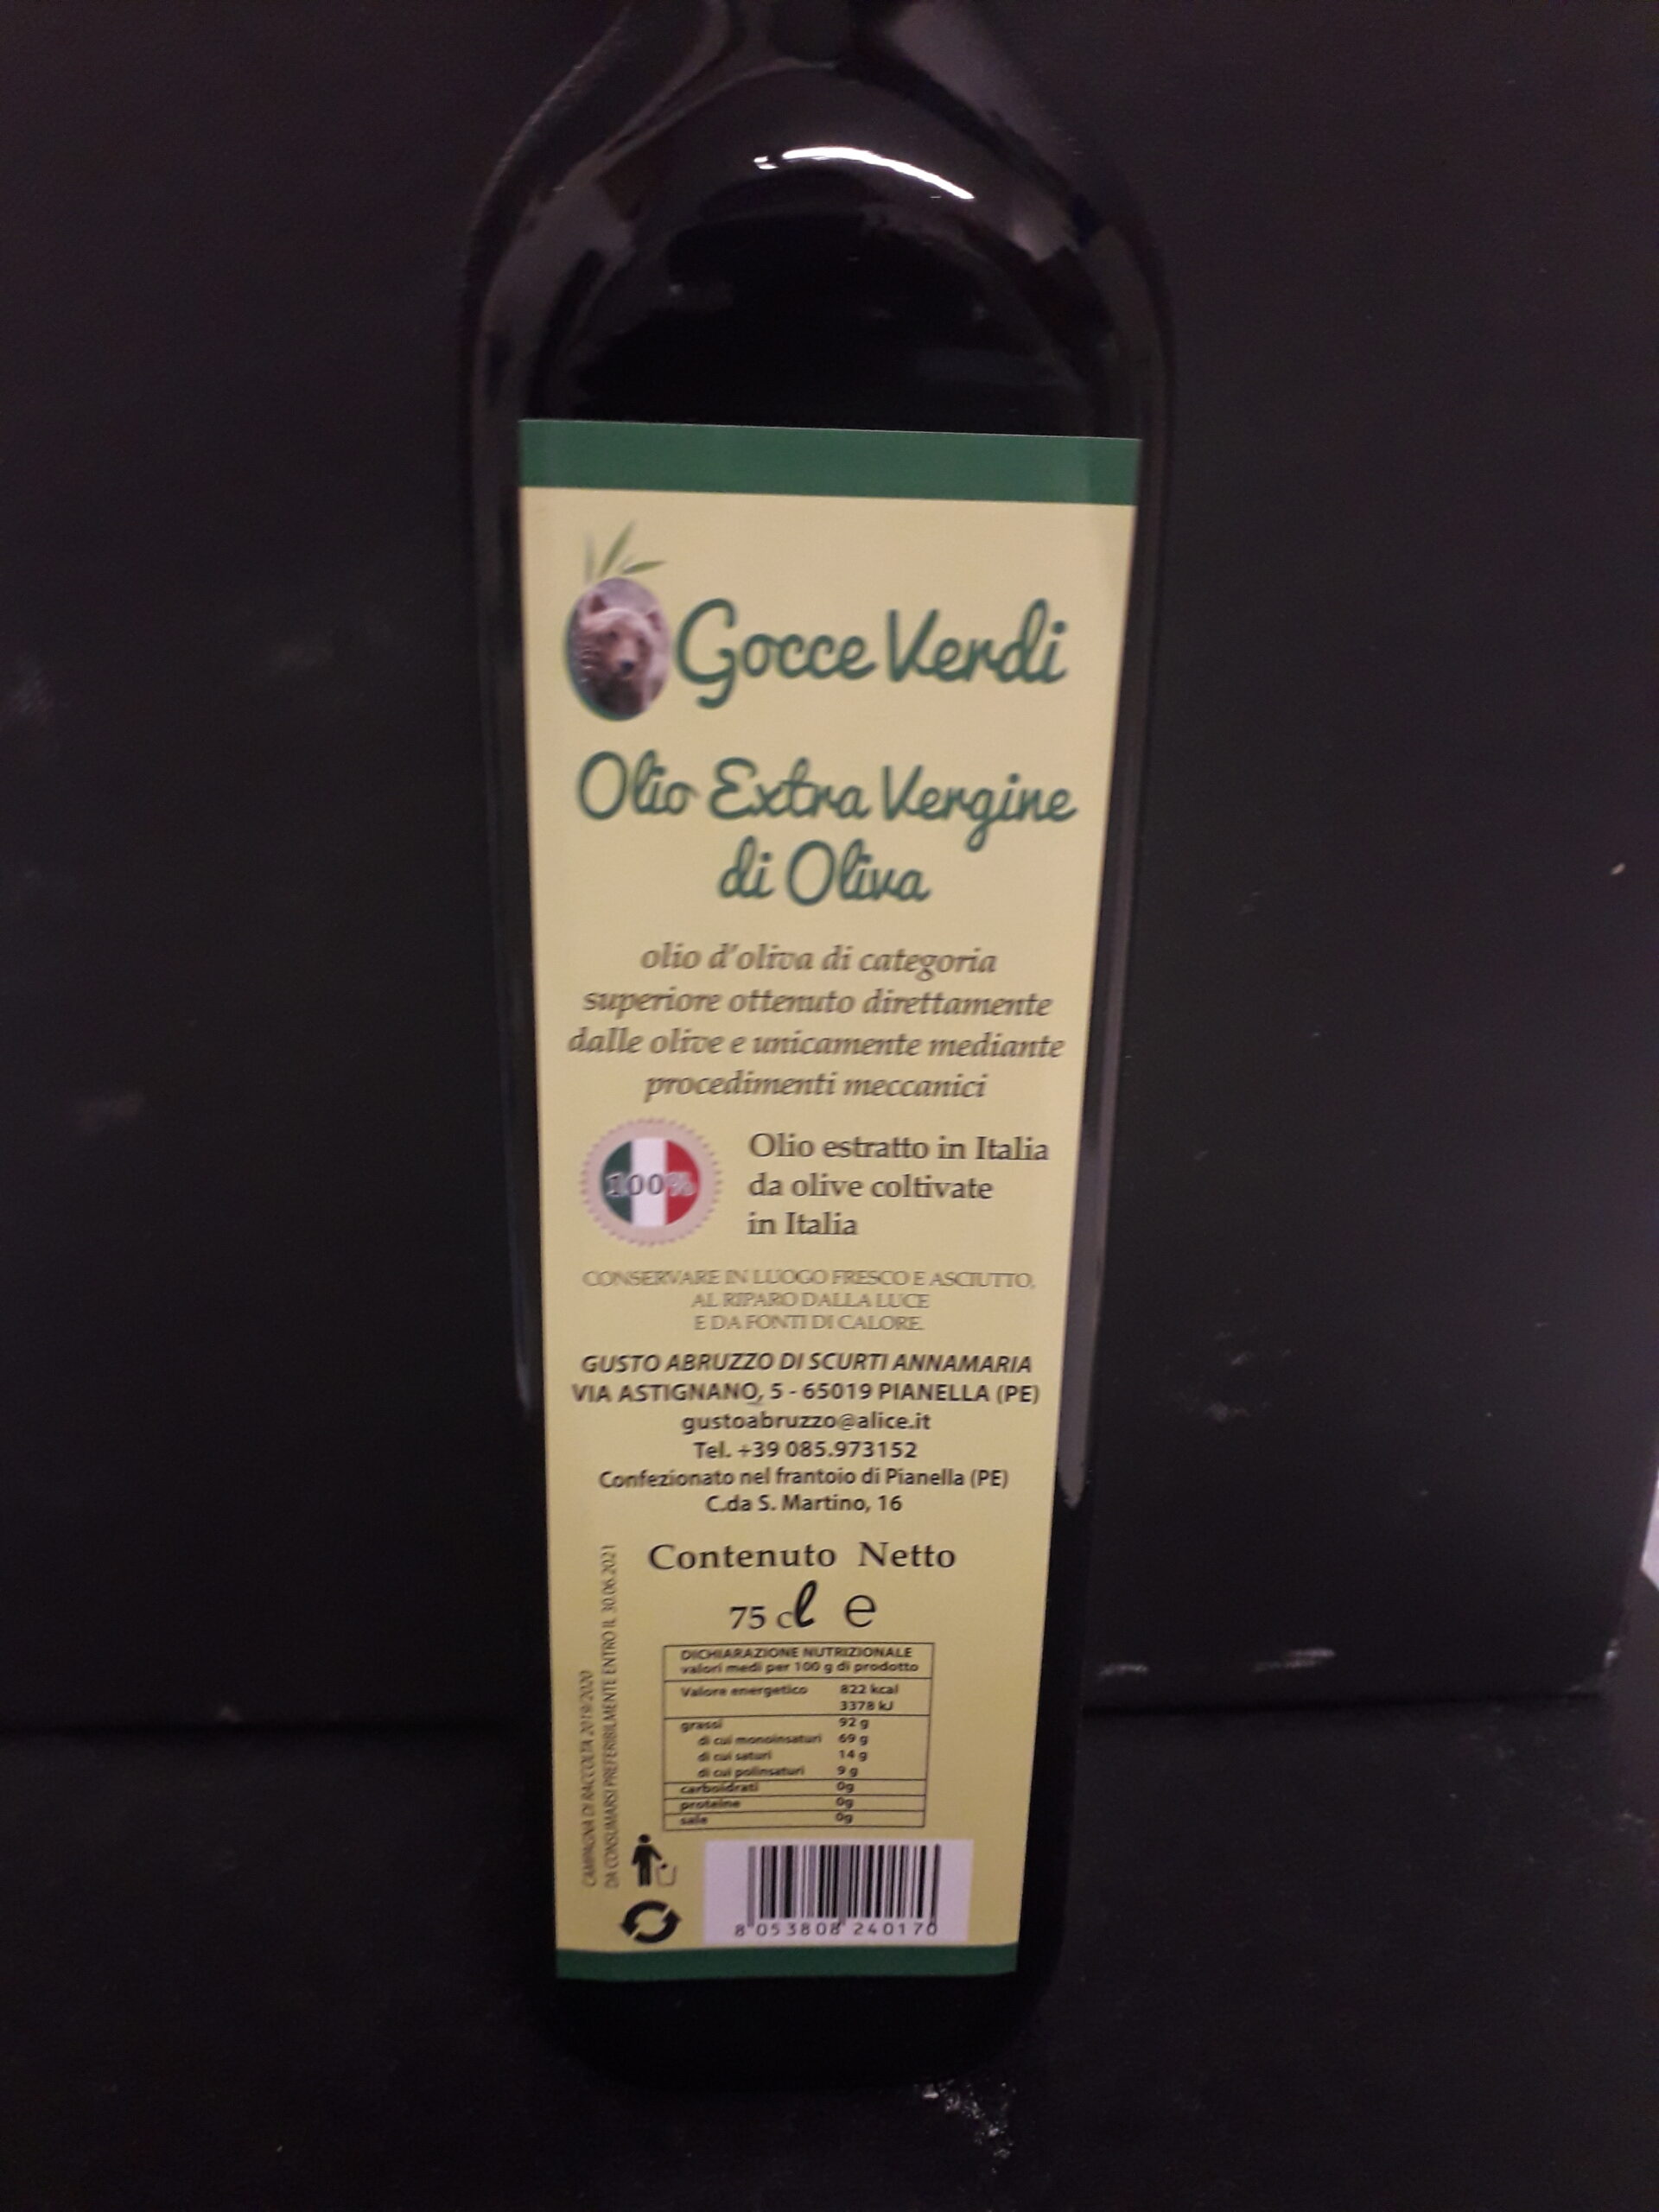 Gocce Verdi
Olio Extra Vergine
di Oliva
olio d'oliva di categoria
superiore ottenuto direttamente
dalle olive e unicamente mediante
procedimenti meccanici
100%
Olio estratto in Italia
da olive coltivate
in Italia
CONSERVARE IN LUOGO FRESCO E ASCIUTTO,
AL RIPARO DALLA LUCE
E DA FONTI DI CALORE.
GUSTO ABRUZZO DI SCURTI ANNAMARIA
VIA ASTIGNANO, 5 - 65019 PIANELLA (PE)
gustoabruzzo@alice.it
Tel. +39 085.973152
Confezionato nel frantoio di Pianella (PE)
C.da S. Martino, 16
CAMPAGNA DI RACCOLTA 2019/2020
DA CONSUMARSI PREFERIBILMENTE ENTRO IL 30.06.2021
Contenuto Netto
75 cl e
DICHIARAZIONE NUTRIZIONALE
valori medi per 100 g di prodotto
Valore energetico 822 kcal
3378 kJ
grassi 92 g
di cui monoinsaturi 69 g
di cui saturi 14 g
di cui polinsaturi 9 g
carboidrati 0g
proteine 0g
sale 0g
8 053808 240170